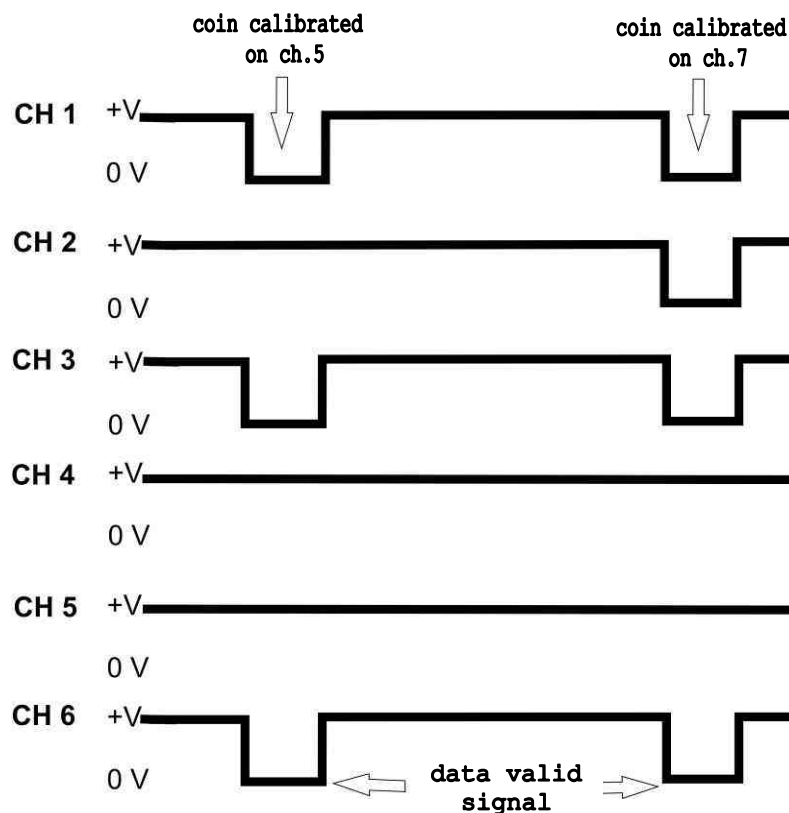 coin calibrated
on ch.5
coin calibrated
on ch.7
CH 1
+V
0 V
CH 2
+V
0 V
CH 3
+V
0 V
CH 4
+V
0 V
CH 5
+V
0 V
CH 6
+V
0 V
data valid
signal